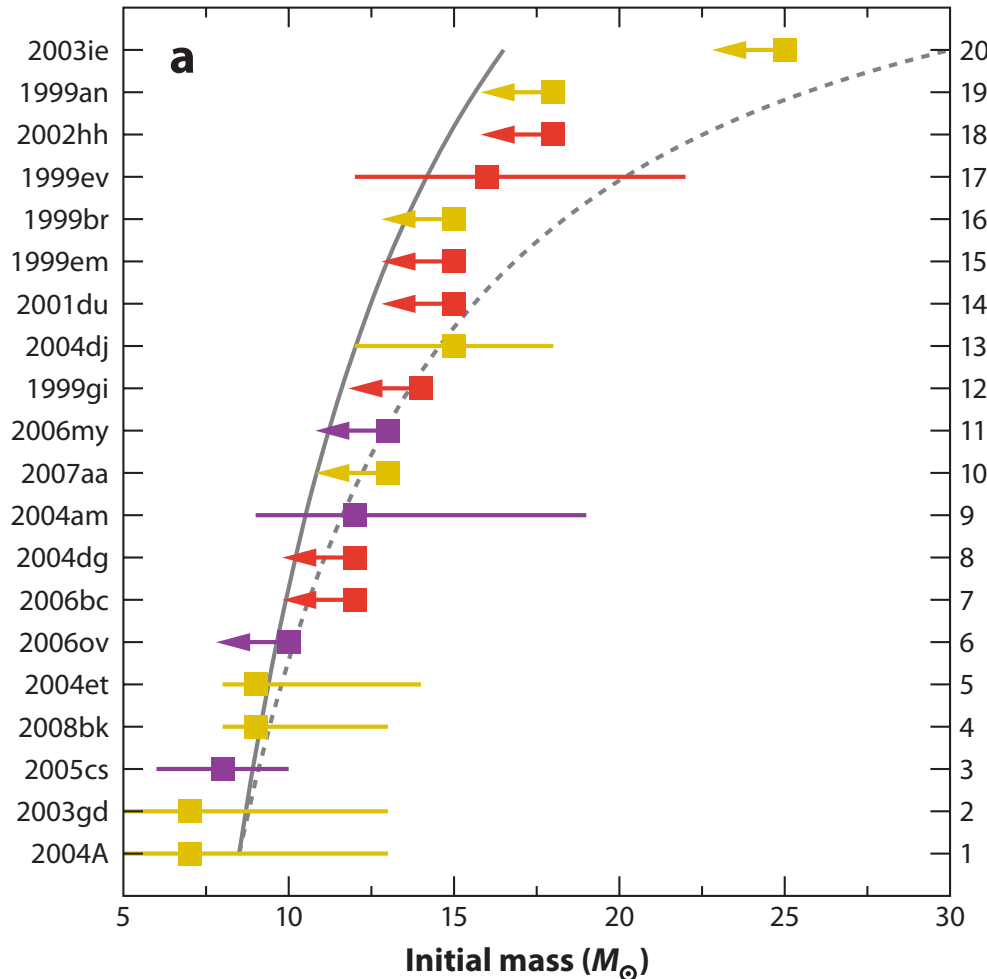 a
2003ie 20
1999an 19
2002hh 18
1999ev 17
1999br 16
1999em 15
2001du 14
2004dj 13
1999gi 12
2006my 11
2007aa 10
2004am 9
2004dg 8
2006bc 7
2006ov 6
2004et 5
2008bk 4
2005cs 3
2003gd 2
2004A 1
5 10 15 20 25 30
Initial mass (M☉)